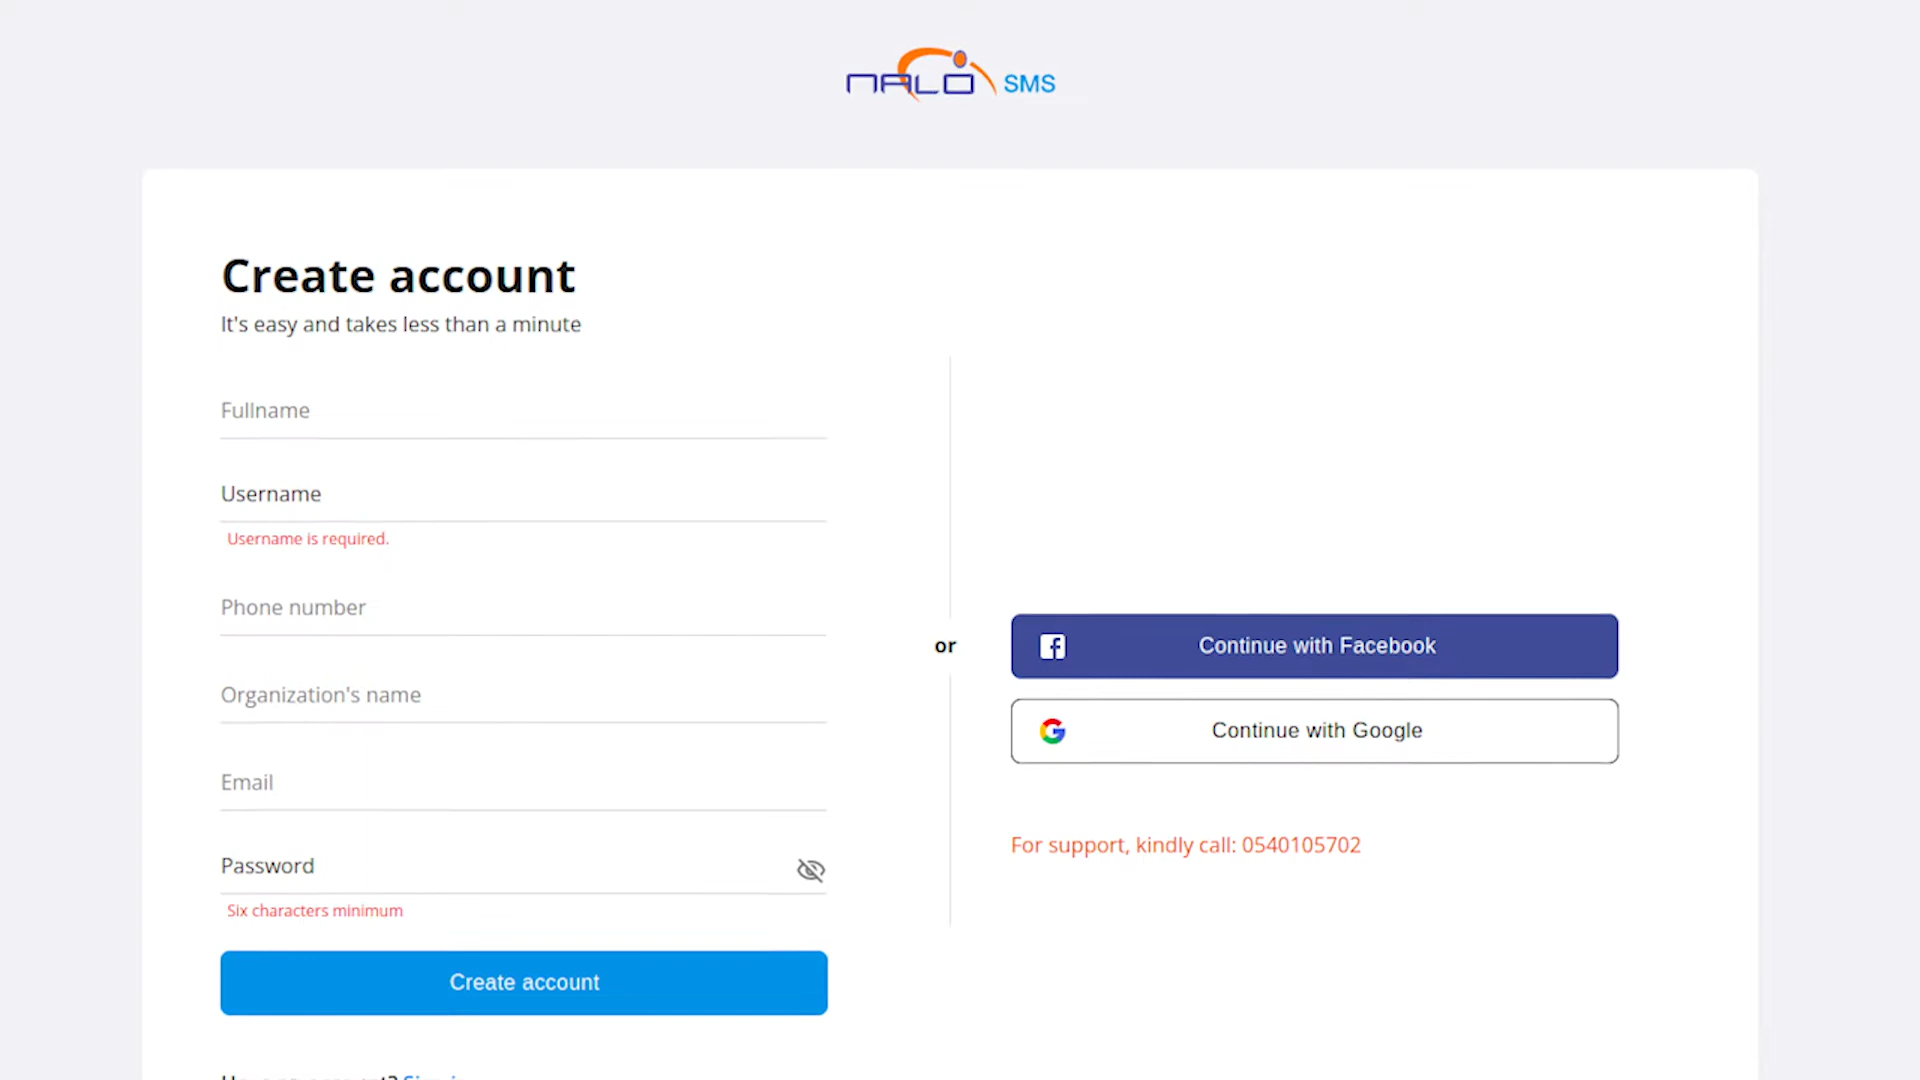 NALO SMS
Create account
It's easy and takes less than a minute
Fullname
Username
Username is required.
Phone number
Organization's name
Email
Password
Six characters minimum
Create account
or
Continue with Facebook
Continue with Google
For support, kindly call: 0540105702